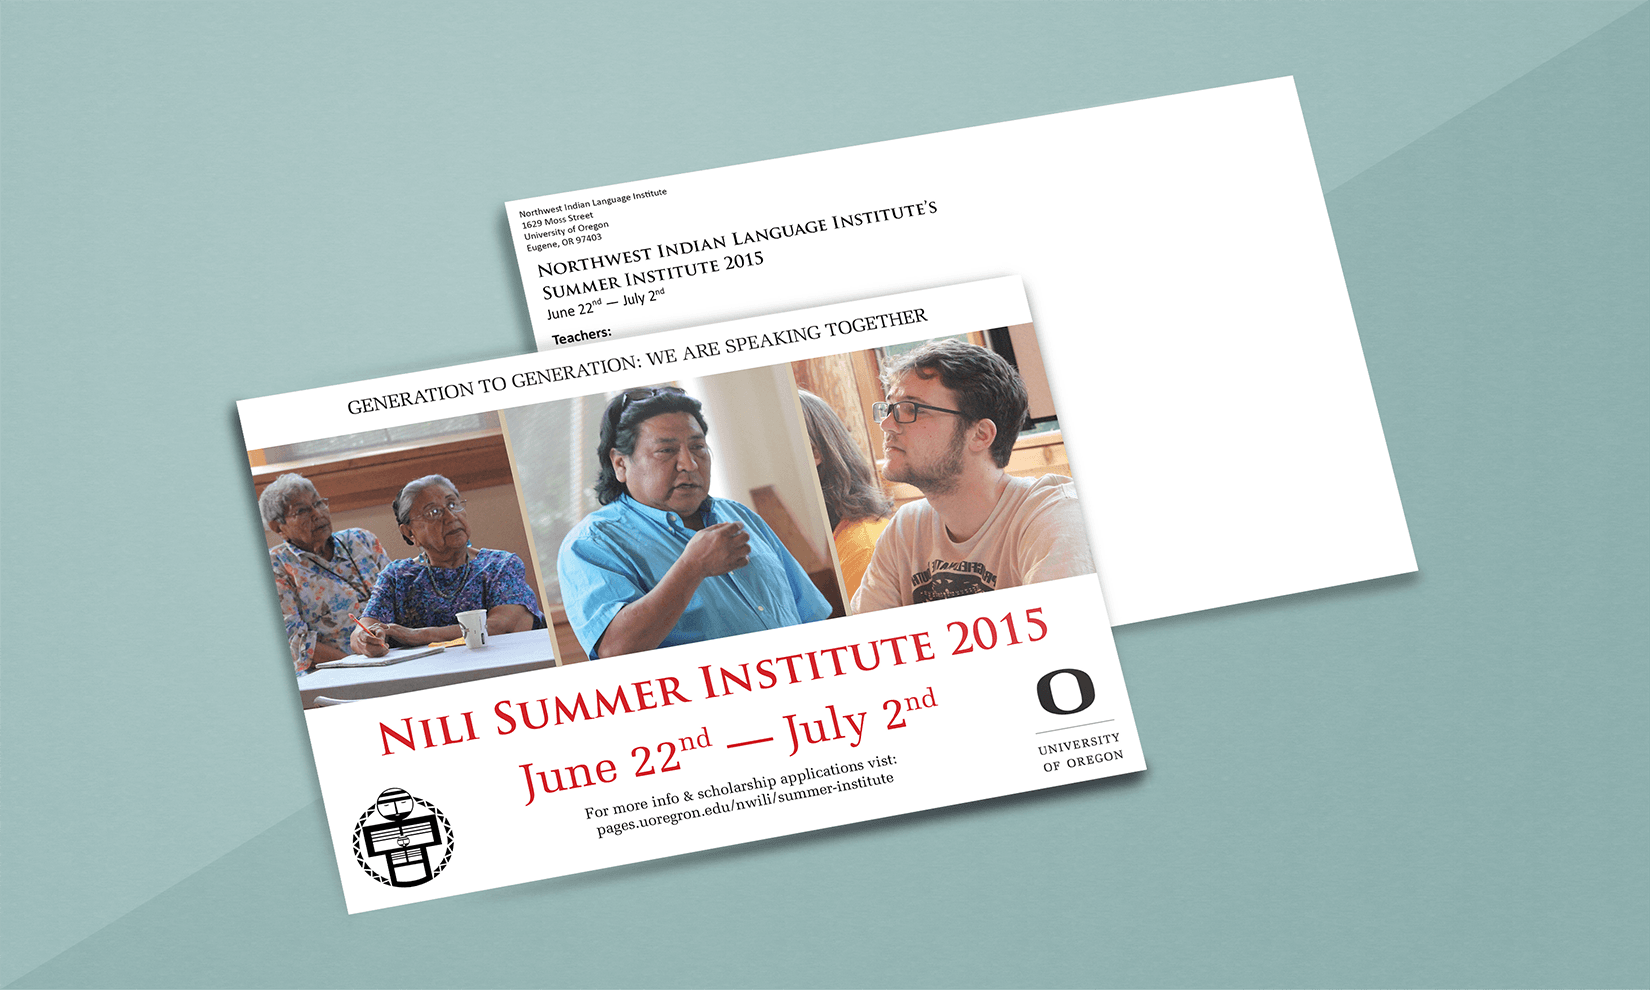 Northwest Indian Language Institute
1629 Moss Street
University of Oregon
Eugene, OR 97403
Northwest Indian Language Institute's
Summer Institute 2015
June 22nd — July 2nd
Teachers:
GENERATION TO GENERATION: WE ARE SPEAKING TOGETHER
Nili Summer Institute 2015
June 22nd — July 2nd
For more info & scholarship applications vist:
pages.uoregron.edu/nwili/summer-institute
O
UNIVERSITY
OF OREGON